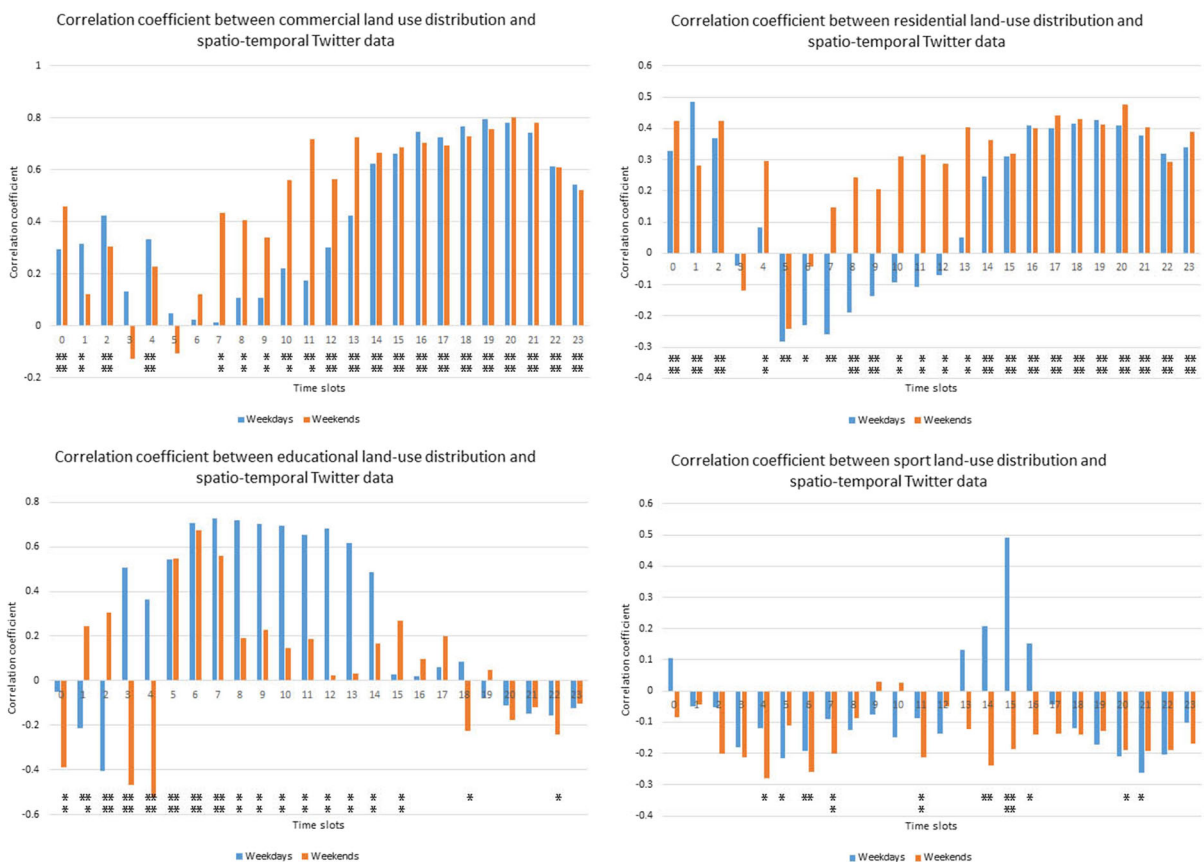 Correlation coefficient between commercial land use distribution and
spatio-temporal Twitter data
1
0.8
0.6
0.4
0.2
0
-0.2
Correlation coefficient
0 1 2 3 4 5 6 7 8 9 10 11 12 13 14 15 16 17 18 19 20 21 22 23
** * ** ** * * * ** ** ** ** ** ** ** ** ** ** ** ** ** **
** * ** ** * * * ** ** ** ** ** ** ** ** ** ** ** ** ** **
Time slots
Weekdays Weekends
Correlation coefficient between residential land-use distribution and
spatio-temporal Twitter data
0.6
0.5
0.4
0.3
0.2
0.1
0
-0.1
-0.2
-0.3
-0.4
Correlation coefficient
0 1 2 3 4 5 6 7 8 9 10 11 12 13 14 15 16 17 18 19 20 21 22 23
** ** ** * ** * ** ** ** * * * * ** ** ** ** ** ** ** ** ** **
** ** ** * ** ** * * * * ** ** ** ** ** ** ** ** ** **
Time slots
Weekdays Weekends
Correlation coefficient between educational land-use distribution and
spatio-temporal Twitter data
0.8
0.6
0.4
0.2
0
-0.2
-0.4
-0.6
Correlation coefficient
0 1 2 3 4 5 6 7 8 9 10 11 12 13 14 15 16 17 18 19 20 21 22 23
* ** ** ** ** ** ** ** * * * * * * * * * *
* * ** ** ** ** ** ** * * * * * * * *
Time slots
Weekdays Weekends
Correlation coefficient between sport land-use distribution and
spatio-temporal Twitter data
0.6
0.5
0.4
0.3
0.2
0.1
0
-0.1
-0.2
-0.3
-0.4
Correlation coefficient
0 1 2 3 4 5 6 7 8 9 10 11 12 13 14 15 16 17 18 19 20 21 22 23
* * ** ** * ** ** * * *
* * **
Time slots
Weekdays Weekends